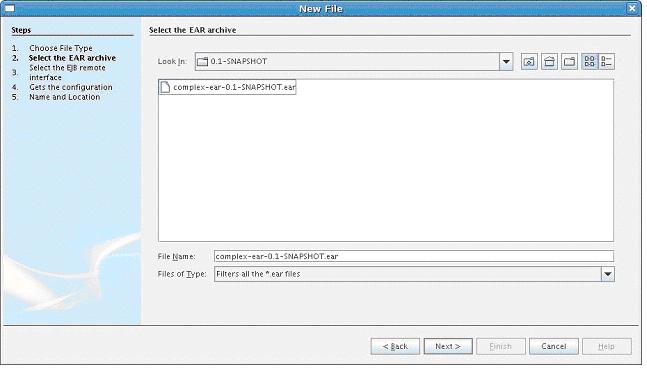 New File
Steps
1. Choose File Type
2. Select the EAR archive
3. Select the EJB remote
interface
4. Gets the configuration
5. Name and Location
Select the EAR archive
Look In: 0.1-SNAPSHOT
complex-ear-0.1-SNAPSHOT.ear
File Name: complex-ear-0.1-SNAPSHOT.ear
Files of Type: Filters all the *.ear files
< Back Next > Finish Cancel Help